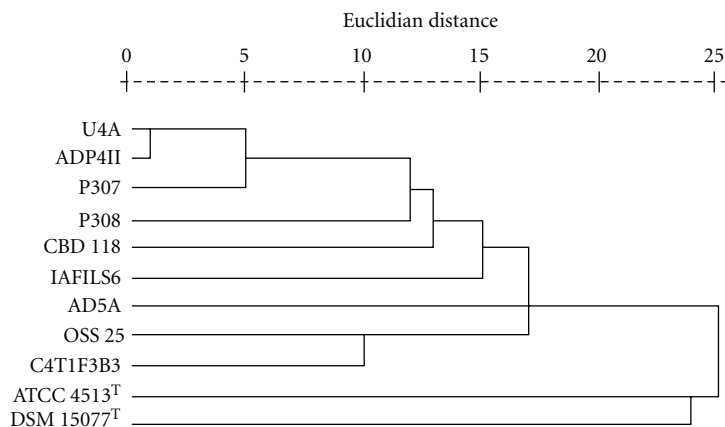 Euclidian distance
0 5 10 15 20 25
U4A
ADP4II
P307
P308
CBD 118
IAFILS6
AD5A
OSS 25
C4T1F3B3
ATCC 4513ᵀ
DSM 15077ᵀ